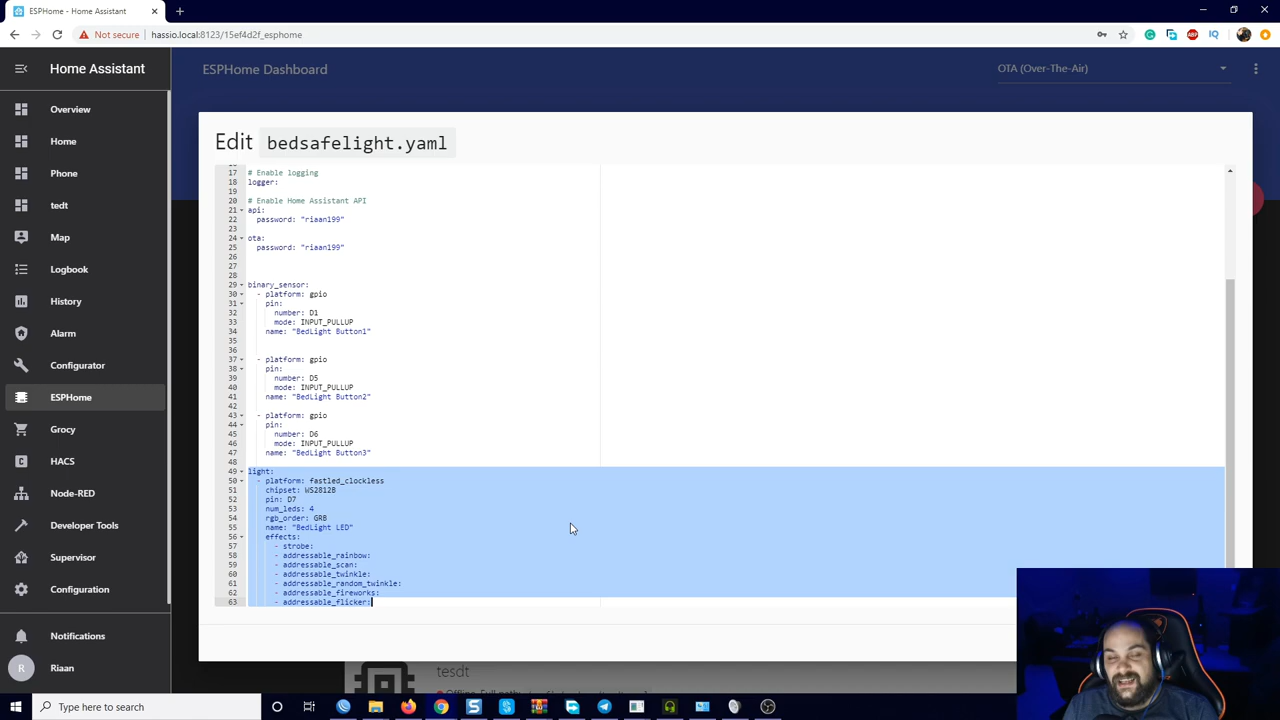 ESPHome - Home Assistant
Not secure | hassio.local:8123/15ef4d2f_esphome
Home Assistant
ESPHome Dashboard
OTA (Over-The-Air)
Overview
Home
Phone
tedt
Map
Logbook
History
Alarm
Configurator
ESPHome
Grocy
HACS
Node-RED
Developer Tools
Supervisor
Configuration
Notifications
R Riaan
Edit bedsafelight.yaml
17 # Enable logging
18 logger:
19
20 # Enable Home Assistant API
21 api:
22 password: "riaan199"
23
24 ota:
25 password: "riaan199"
26
27
28
29 binary_sensor:
30 - platform: gpio
31 pin:
32 number: D1
33 mode: INPUT_PULLUP
34 name: "BedLight Button1"
35
36
37 - platform: gpio
38 pin:
39 number: D5
40 mode: INPUT_PULLUP
41 name: "BedLight Button2"
42
43 - platform: gpio
44 pin:
45 number: D6
46 mode: INPUT_PULLUP
47 name: "BedLight Button3"
48
49 light:
50 - platform: fastled_clockless
51 chipset: WS2812B
52 pin: D7
53 num_leds: 4
54 rgb_order: GRB
55 name: "BedLight LED"
56 effects:
57 - strobe:
58 - addressable_rainbow:
59 - addressable_scan:
60 - addressable_twinkle:
61 - addressable_random_twinkle:
62 - addressable_fireworks:
63 - addressable_flicker:
tesdt
Type here to search